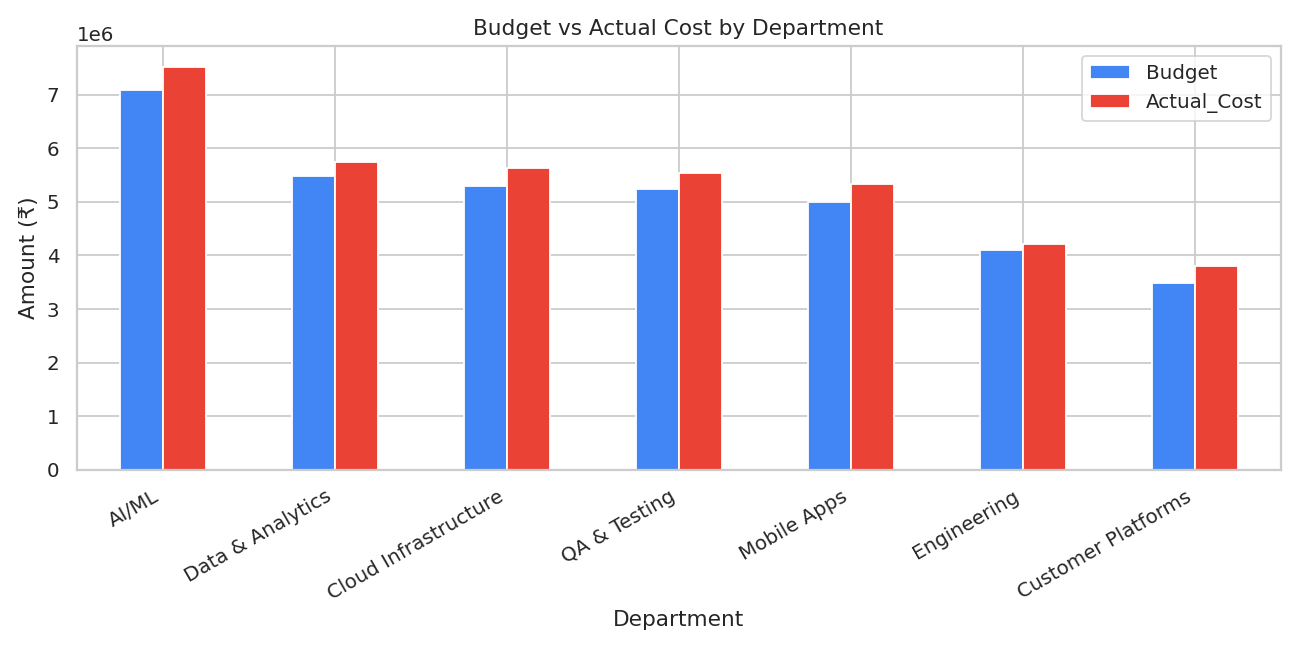 Budget vs Actual Cost by Department
1e6
Budget
Actual_Cost
7
6
5
4
3
2
1
0
Amount (₹)
AI/ML
Data & Analytics
Cloud Infrastructure
QA & Testing
Mobile Apps
Engineering
Customer Platforms
Department